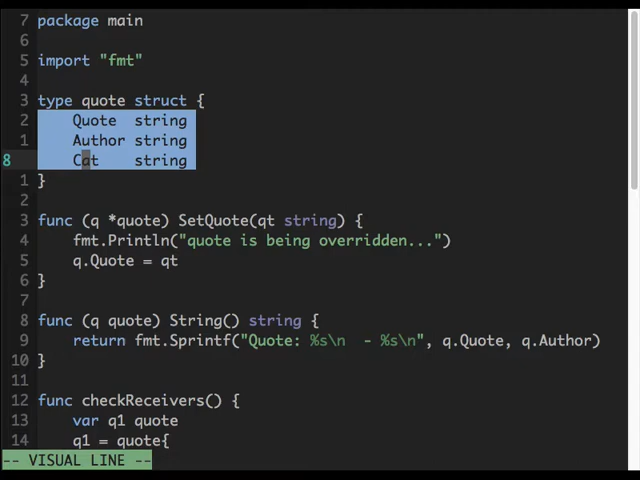 7 package main
6
5 import "fmt"
4
3 type quote struct {
2     Quote  string
1     Author string
8     Cat    string
1 }
2
3 func (q *quote) SetQuote(qt string) {
4     fmt.Println("quote is being overridden...")
5     q.Quote = qt
6 }
7
8 func (q quote) String() string {
9     return fmt.Sprintf("Quote: %s\n  - %s\n", q.Quote, q.Author)
10 }
11
12 func checkReceivers() {
13     var q1 quote
14     q1 = quote{
-- VISUAL LINE --